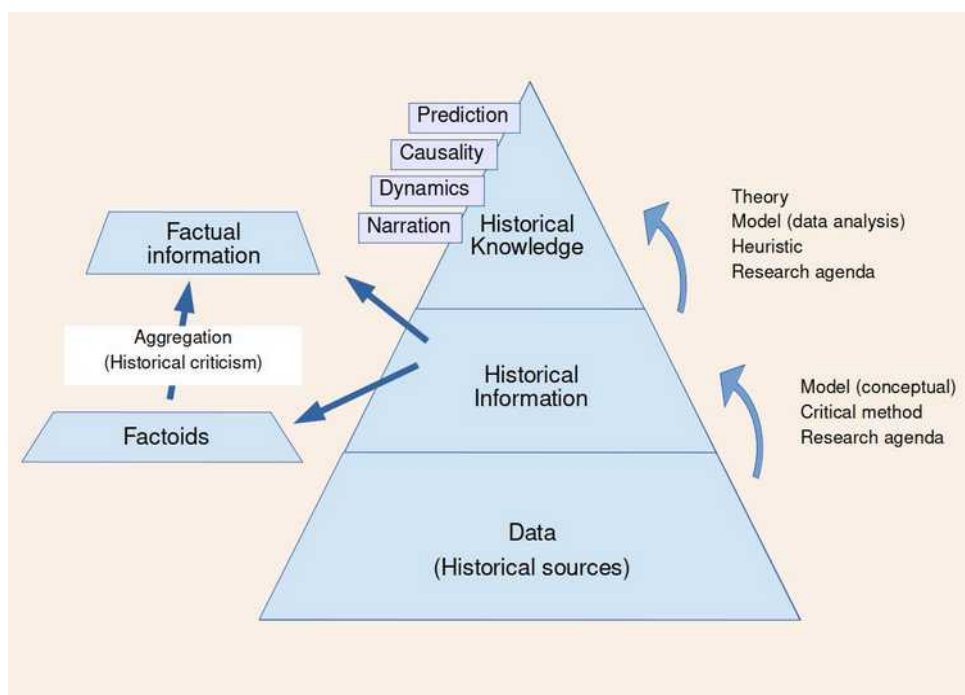 Prediction
Causality
Dynamics
Narration
Historical
Knowledge
Theory
Model (data analysis)
Heuristic
Research agenda
Factual
information
Aggregation
(Historical criticism)
Factoids
Historical
Information
Model (conceptual)
Critical method
Research agenda
Data
(Historical sources)